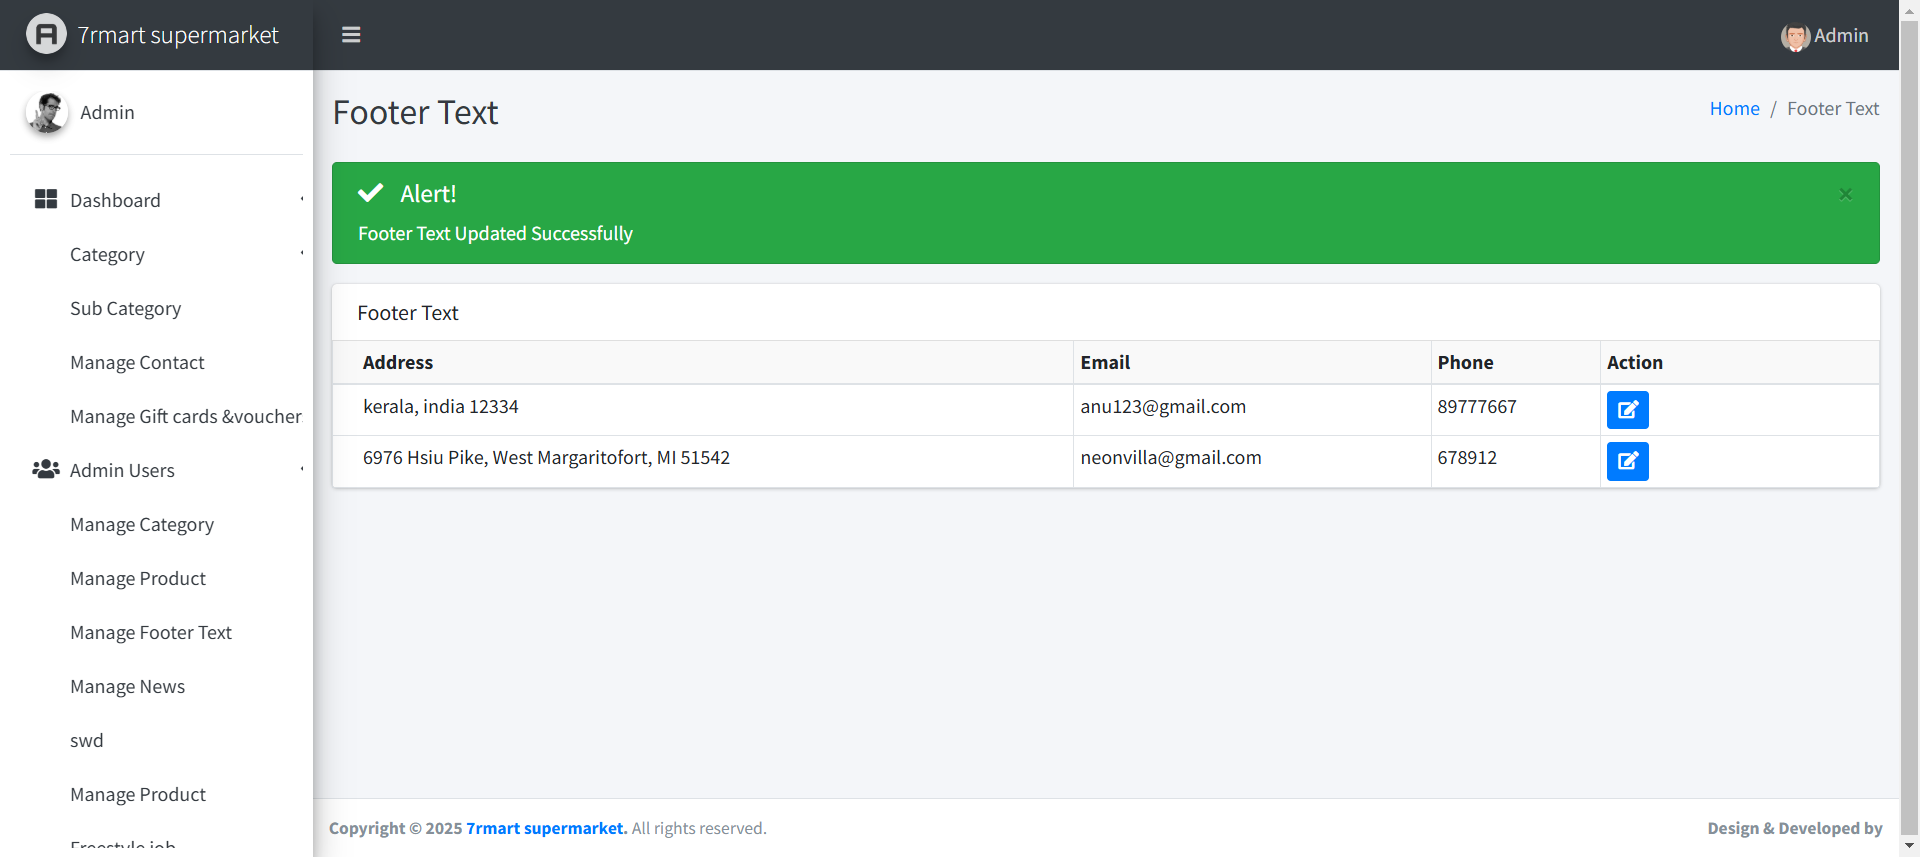 7rmart supermarket
Admin
Admin
Footer Text
Home / Footer Text
Dashboard
Category
Sub Category
Manage Contact
Manage Gift cards &voucher
Admin Users
Manage Category
Manage Product
Manage Footer Text
Manage News
swd
Manage Product
Freestyle job
Alert!
×
Footer Text Updated Successfully
Footer Text
Address Email Phone Action
kerala, india 12334 anu123@gmail.com 89777667
6976 Hsiu Pike, West Margaritofort, MI 51542 neonvilla@gmail.com 678912
Copyright © 2025 7rmart supermarket. All rights reserved.
Design & Developed by